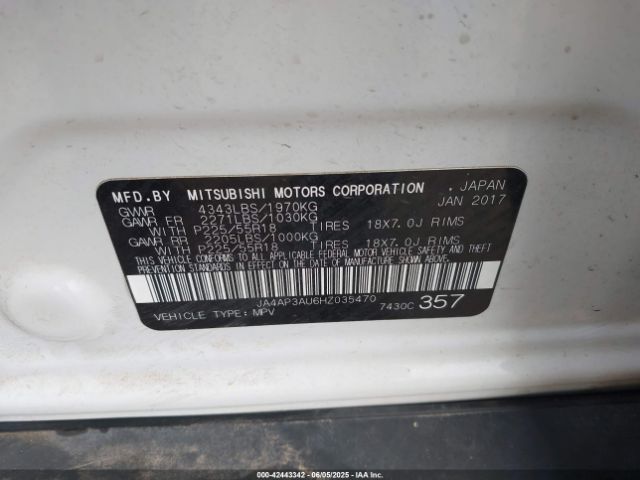 MFD.BY MITSUBISHI MOTORS CORPORATION , JAPAN
GVWR 4343LBS/1970KG JAN 2017
GAWR FR 2271LBS/1030KG
WITH P225/55R18 TIRES 18X7.0J RIMS
GAWR RR 2205LBS/1000KG
WITH P225/55R18 TIRES 18X7.0J RIMS
THIS VEHICLE CONFORMS TO ALL APPLICABLE FEDERAL MOTOR VEHICLE SAFETY AND THEFT
PREVENTION STANDARDS IN EFFECT ON THE DATE OF MANUFACTURE SHOWN ABOVE.
JA4AP3AU6HZ035470
VEHICLE TYPE: MPV 7430C 357
000-42443342 - 06/05/2025 - IAAI.COM